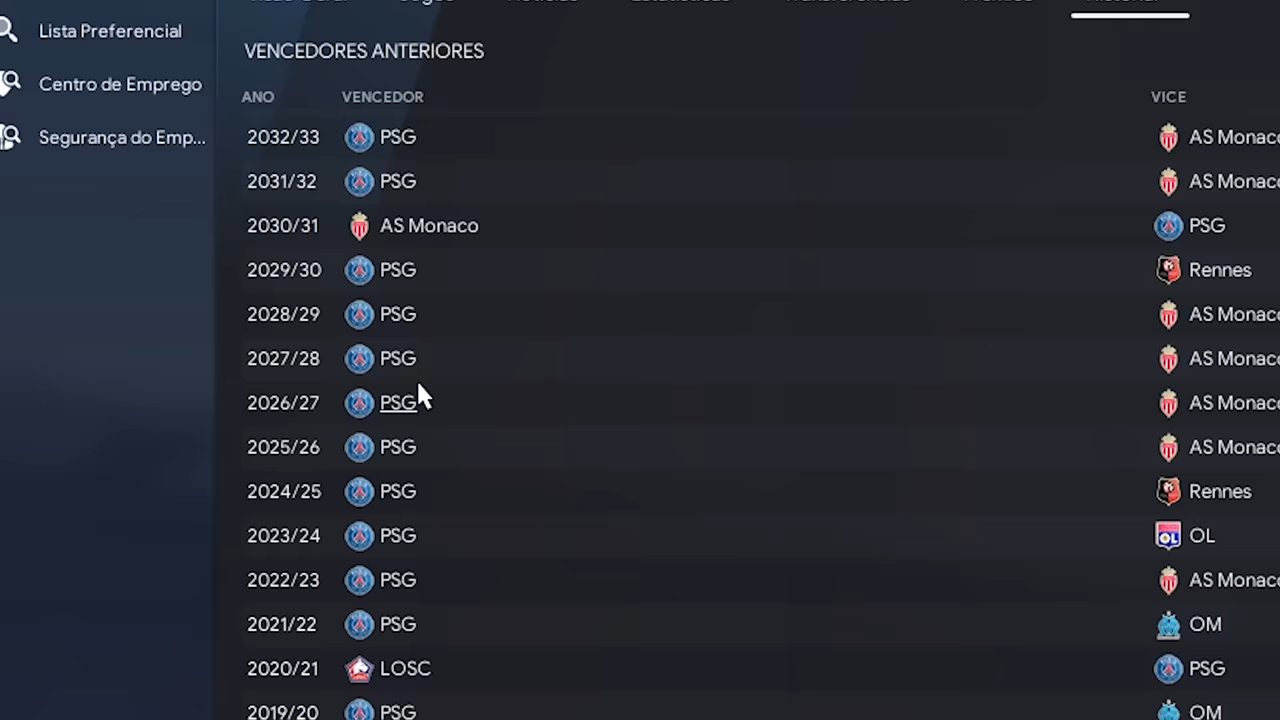 Lista Preferencial
Centro de Emprego
Segurança do Emp...
VENCEDORES ANTERIORES
ANO VENCEDOR VICE
2032/33 PSG AS Monaco
2031/32 PSG AS Monaco
2030/31 AS Monaco PSG
2029/30 PSG Rennes
2028/29 PSG AS Monaco
2027/28 PSG AS Monaco
2026/27 PSG AS Monaco
2025/26 PSG AS Monaco
2024/25 PSG Rennes
2023/24 PSG OL
2022/23 PSG AS Monaco
2021/22 PSG OM
2020/21 LOSC PSG
2019/20 PSG OM